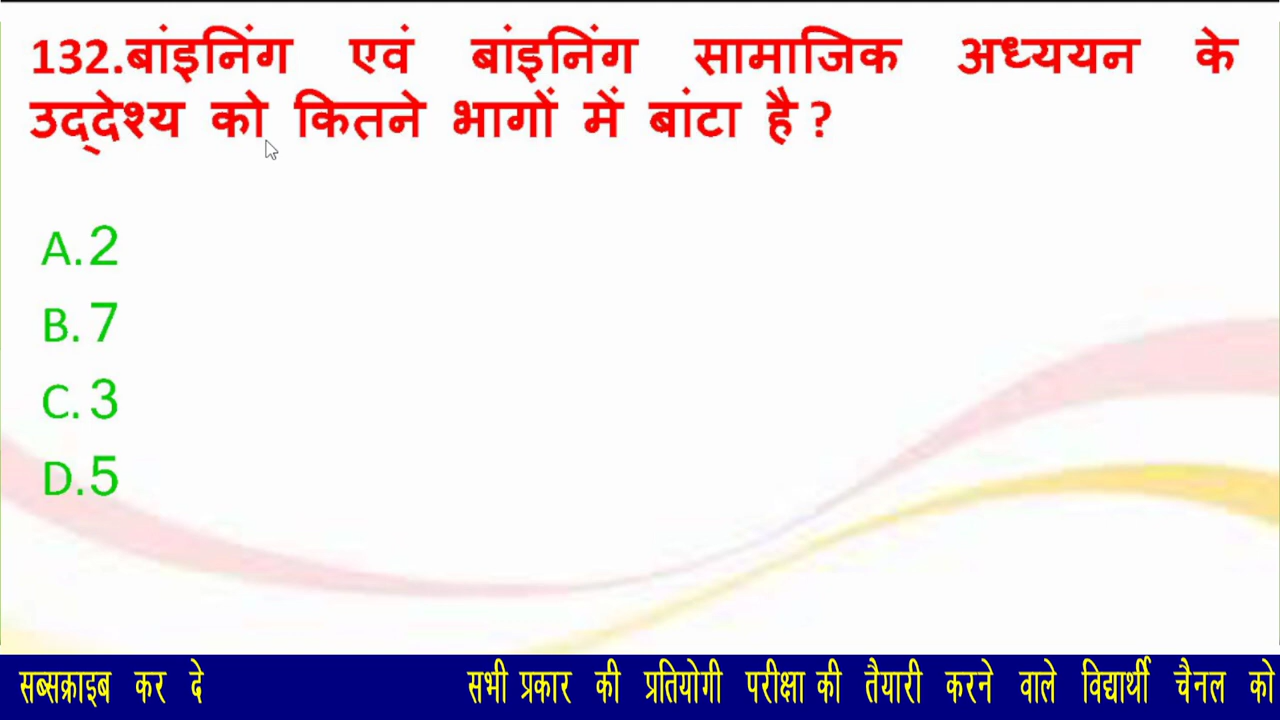 132.बांइनिंग एवं बांइनिंग सामाजिक अध्ययन के
उद्देश्य को कितने भागों में बांटा है ?
A. 2
B. 7
C. 3
D. 5
सब्सक्राइब कर दे सभी प्रकार की प्रतियोगी परीक्षा की तैयारी करने वाले विद्यार्थी चैनल को